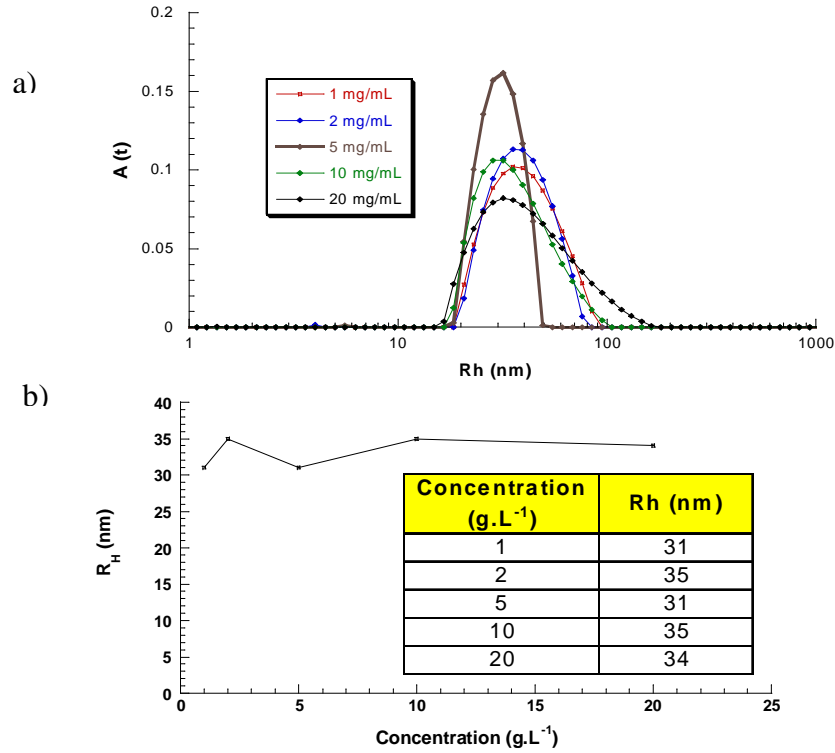 a)
0.2
0.15
0.1
0.05
0
A (t)
1 mg/mL
2 mg/mL
5 mg/mL
10 mg/mL
20 mg/mL
1 10 100 1000
Rh (nm)
b)
40
35
30
25
20
15
10
5
0
R_H (nm)
Concentration (g.L⁻¹) Rh (nm)
1 31
2 35
5 31
10 35
20 34
0 5 10 15 20 25
Concentration (g.L⁻¹)